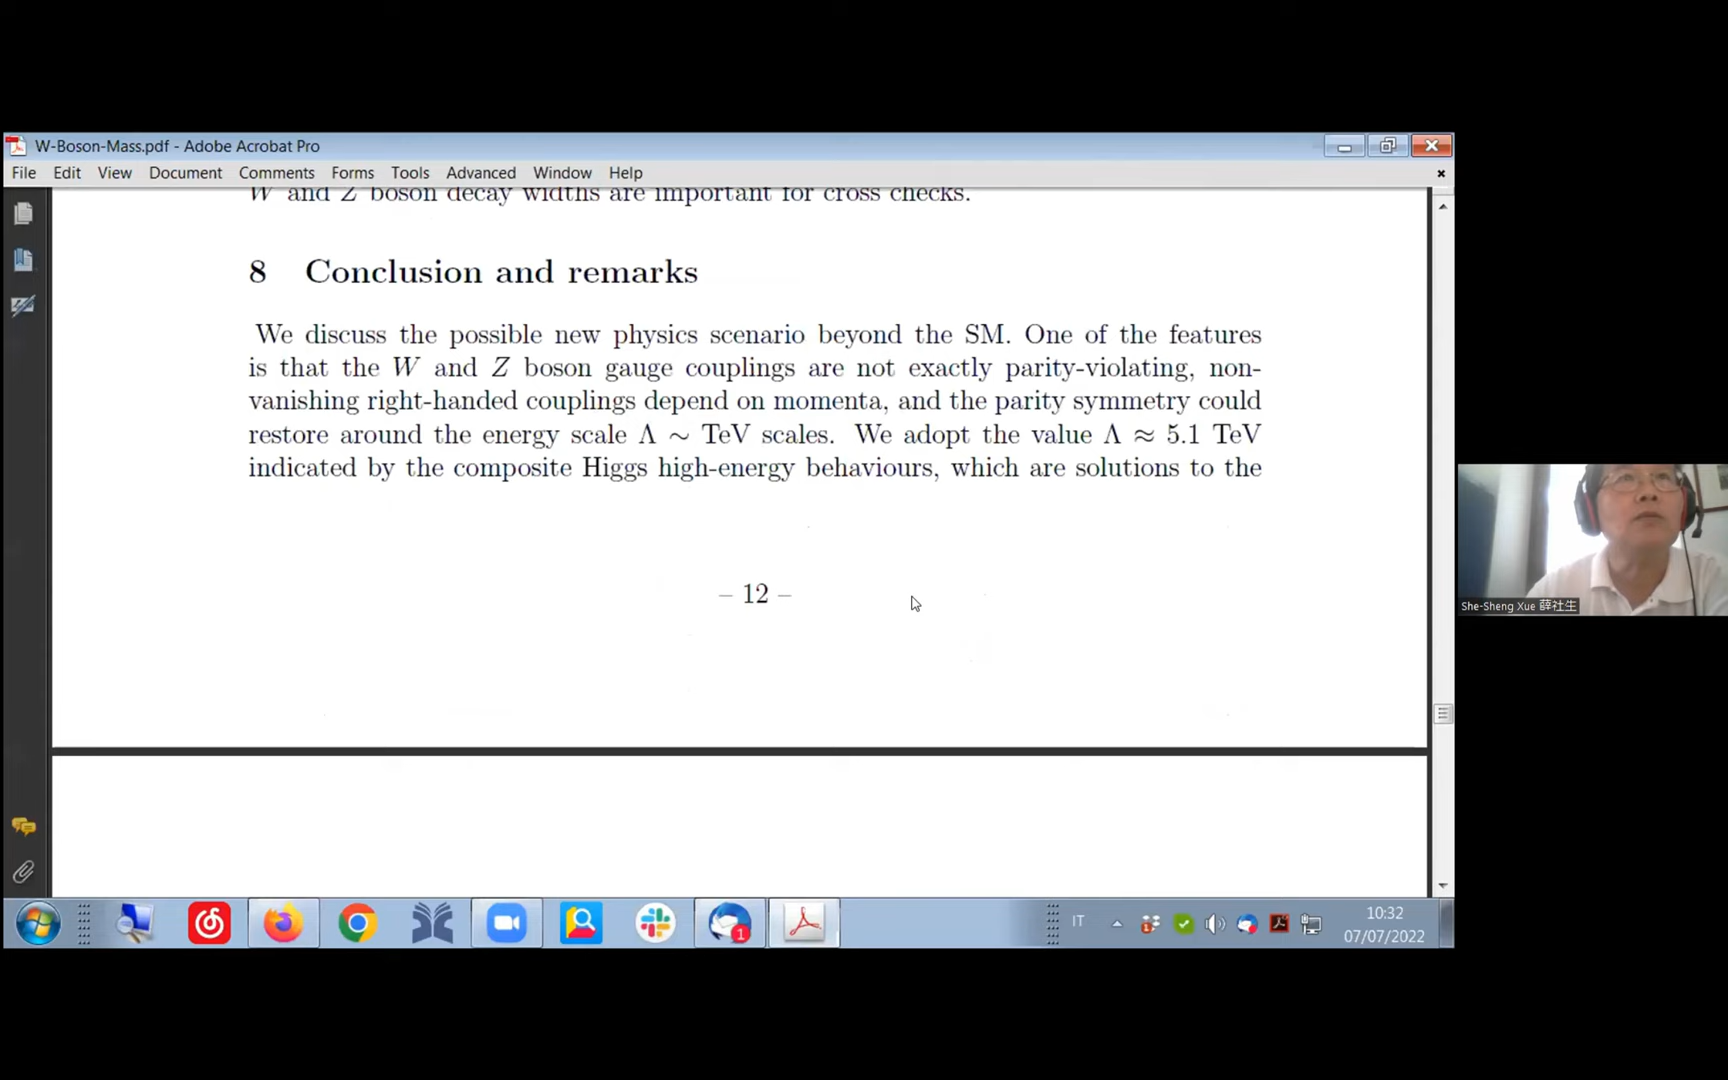 W-Boson-Mass.pdf - Adobe Acrobat Pro
File Edit View Document Comments Forms Tools Advanced Window Help
W and Z boson decay widths are important for cross checks.
8 Conclusion and remarks
We discuss the possible new physics scenario beyond the SM. One of the features
is that the W and Z boson gauge couplings are not exactly parity-violating, non-
vanishing right-handed couplings depend on momenta, and the parity symmetry could
restore around the energy scale Λ ∼ TeV scales. We adopt the value Λ ≈ 5.1 TeV
indicated by the composite Higgs high-energy behaviours, which are solutions to the
– 12 –
She-Sheng Xue 薛社生
1
IT
10:32
07/07/2022